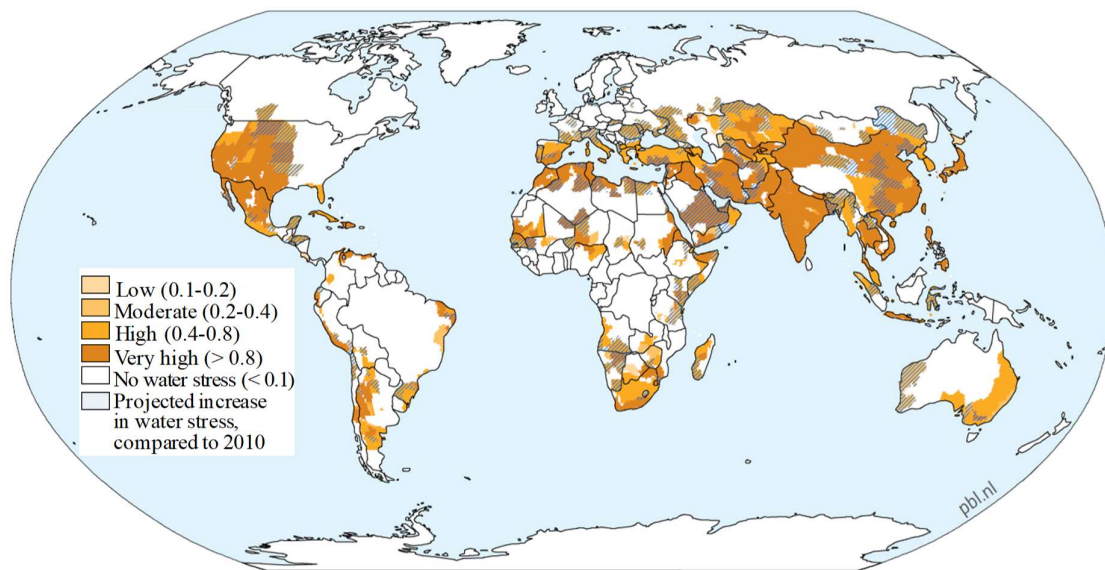 Low (0.1-0.2)
Moderate (0.2-0.4)
High (0.4-0.8)
Very high (> 0.8)
No water stress (< 0.1)
Projected increase
in water stress,
compared to 2010
pbl.nl